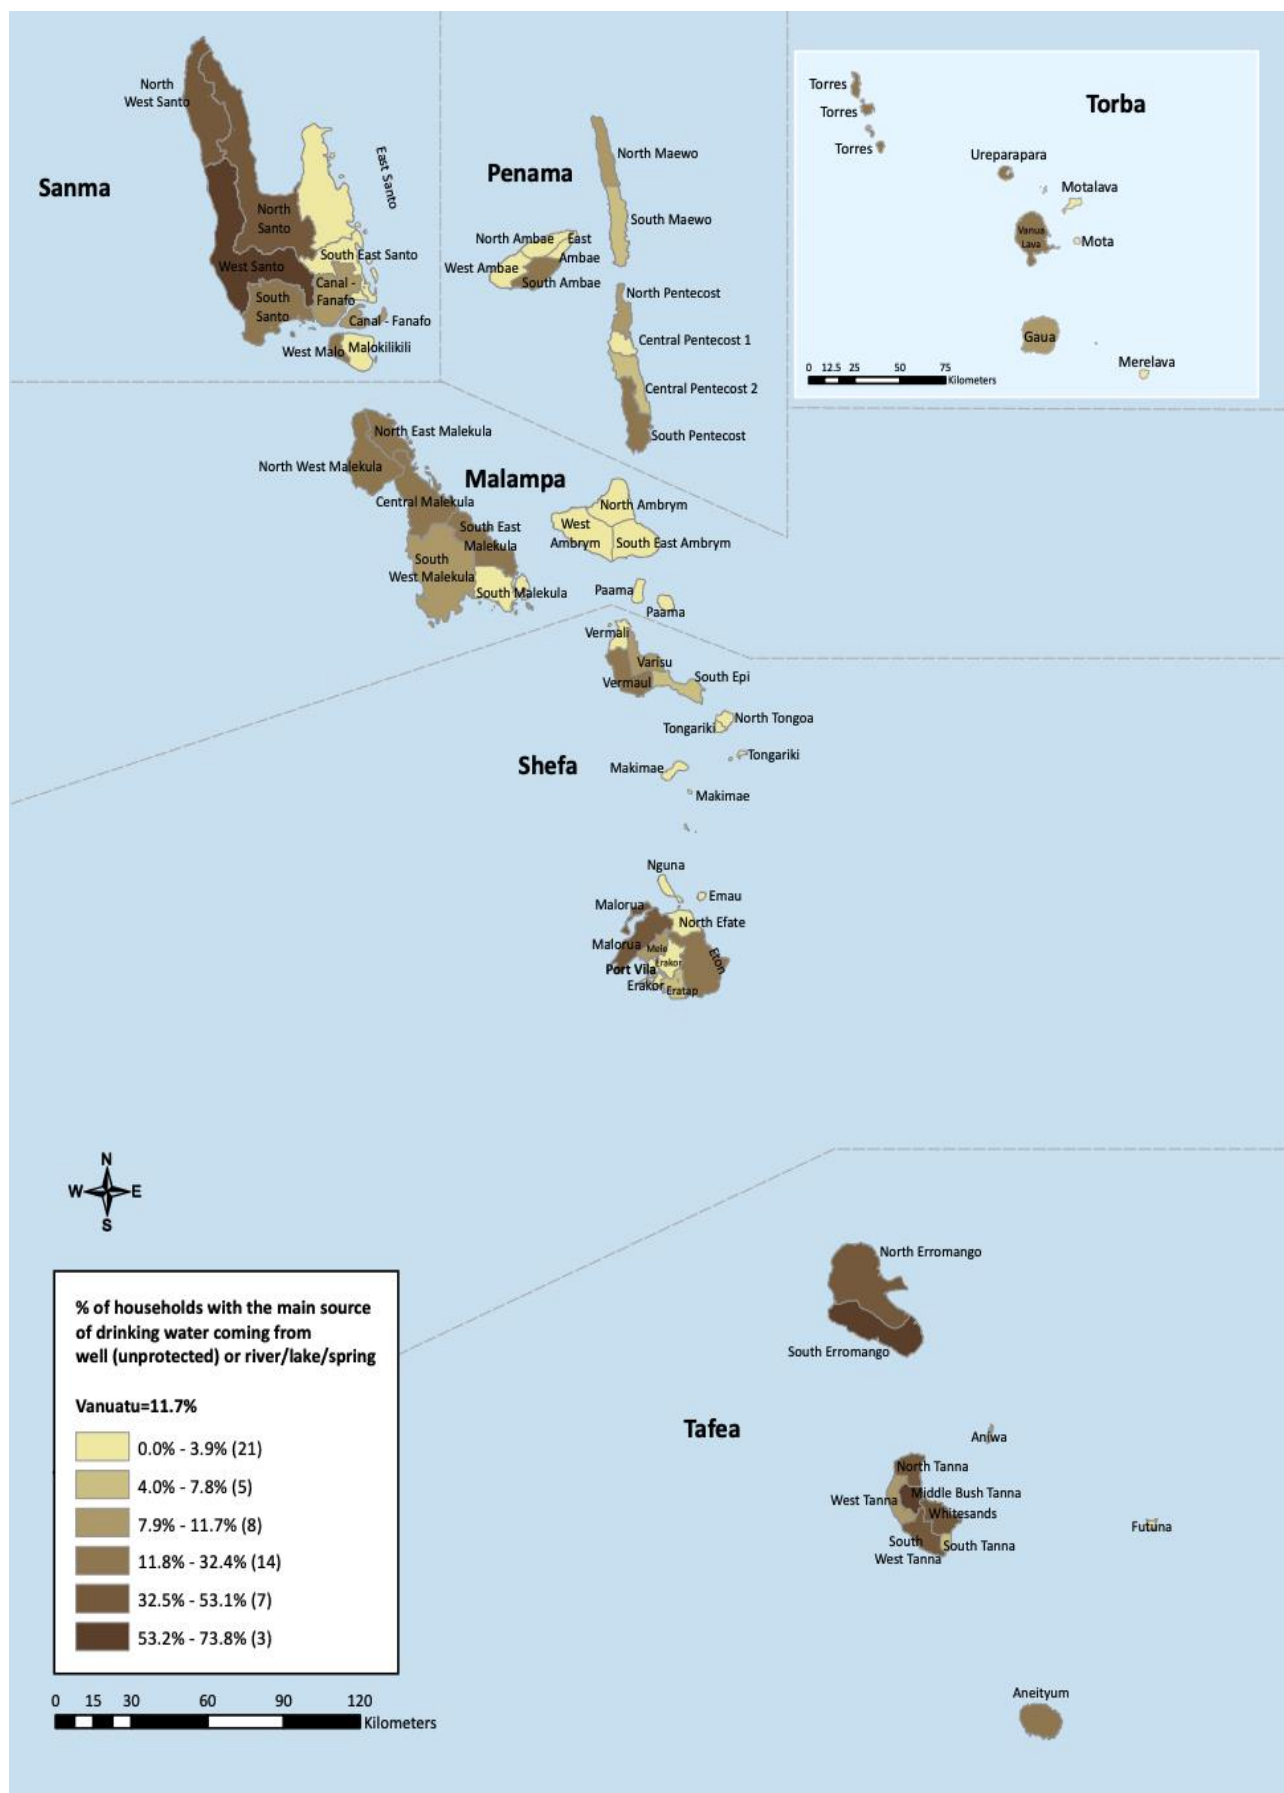 Sanma
North
West Santo
North
Santo
East Santo
South East Santo
West Santo
Canal -
Fanafo
South
Santo
Canal - Fanafo
West Malo
Malokilikili
Penama
North Maewo
South Maewo
North Ambae
East
Ambae
West Ambae
South Ambae
North Pentecost
Central Pentecost 1
Central Pentecost 2
South Pentecost
Torba
Torres
Torres
Torres
Ureparapara
Motalava
Vanua
Lava
Mota
Gaua
Merelava
0 12.5 25 50 75
Kilometers
Malampa
North East Malekula
North West Malekula
Central Malekula
South East
Malekula
South
West Malekula
South Malekula
North Ambrym
West
Ambrym
South East Ambrym
Paama
Paama
Shefa
Vermali
Varisu
Vermaul
South Epi
North Tongoa
Tongariki
Tongariki
Makimae
Makimae
Nguna
Emau
Malorua
North Efate
Malorua
Mele
Eton
Erakor
Port Vila
Erakor
Eratap
N
W E
S
Tafea
North Erromango
South Erromango
Aniwa
North Tanna
West Tanna
Middle Bush Tanna
Whitesands
South
West Tanna
South Tanna
Futuna
Aneityum
% of households with the main source
of drinking water coming from
well (unprotected) or river/lake/spring
Vanuatu=11.7%
0.0% - 3.9% (21)
4.0% - 7.8% (5)
7.9% - 11.7% (8)
11.8% - 32.4% (14)
32.5% - 53.1% (7)
53.2% - 73.8% (3)
0 15 30 60 90 120
Kilometers